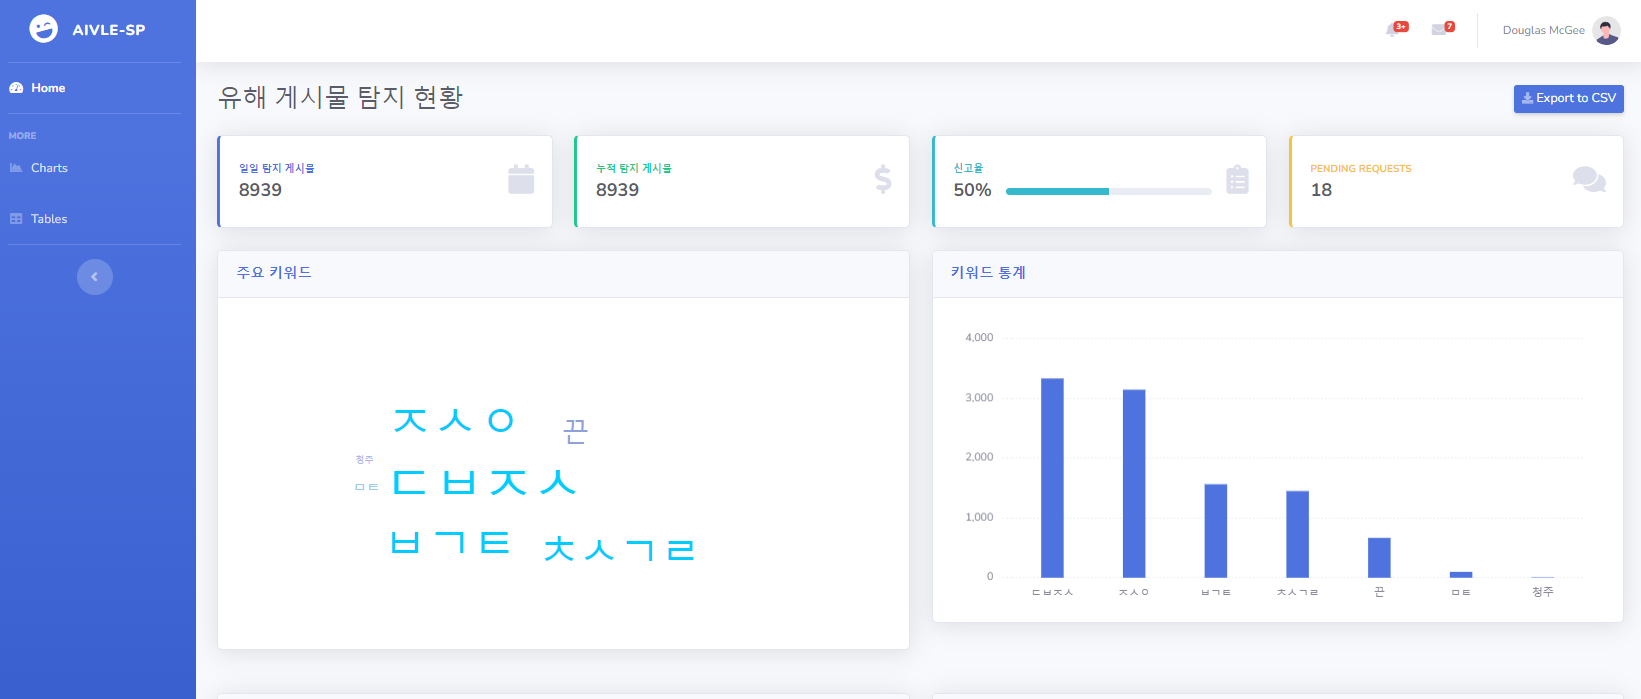 AIVLE-SP
3+
7
Douglas McGee
Home
MORE
Charts
Tables
유해 게시물 탐지 현황
Export to CSV
일일 탐지 게시물
8939
누적 탐지 게시물
8939
신고율
50%
PENDING REQUESTS
18
주요 키워드
ㅈㅅㅇ
끈
청주
ㅁㅌ
ㄷㅂㅈㅅ
ㅂㄱㅌ
ㅊㅅㄱㄹ
키워드 통계
4,000
3,000
2,000
1,000
0
ㄷㅂㅈㅅ ㅈㅅㅇ ㅂㄱㅌ ㅊㅅㄱㄹ 끈 ㅁㅌ 청주